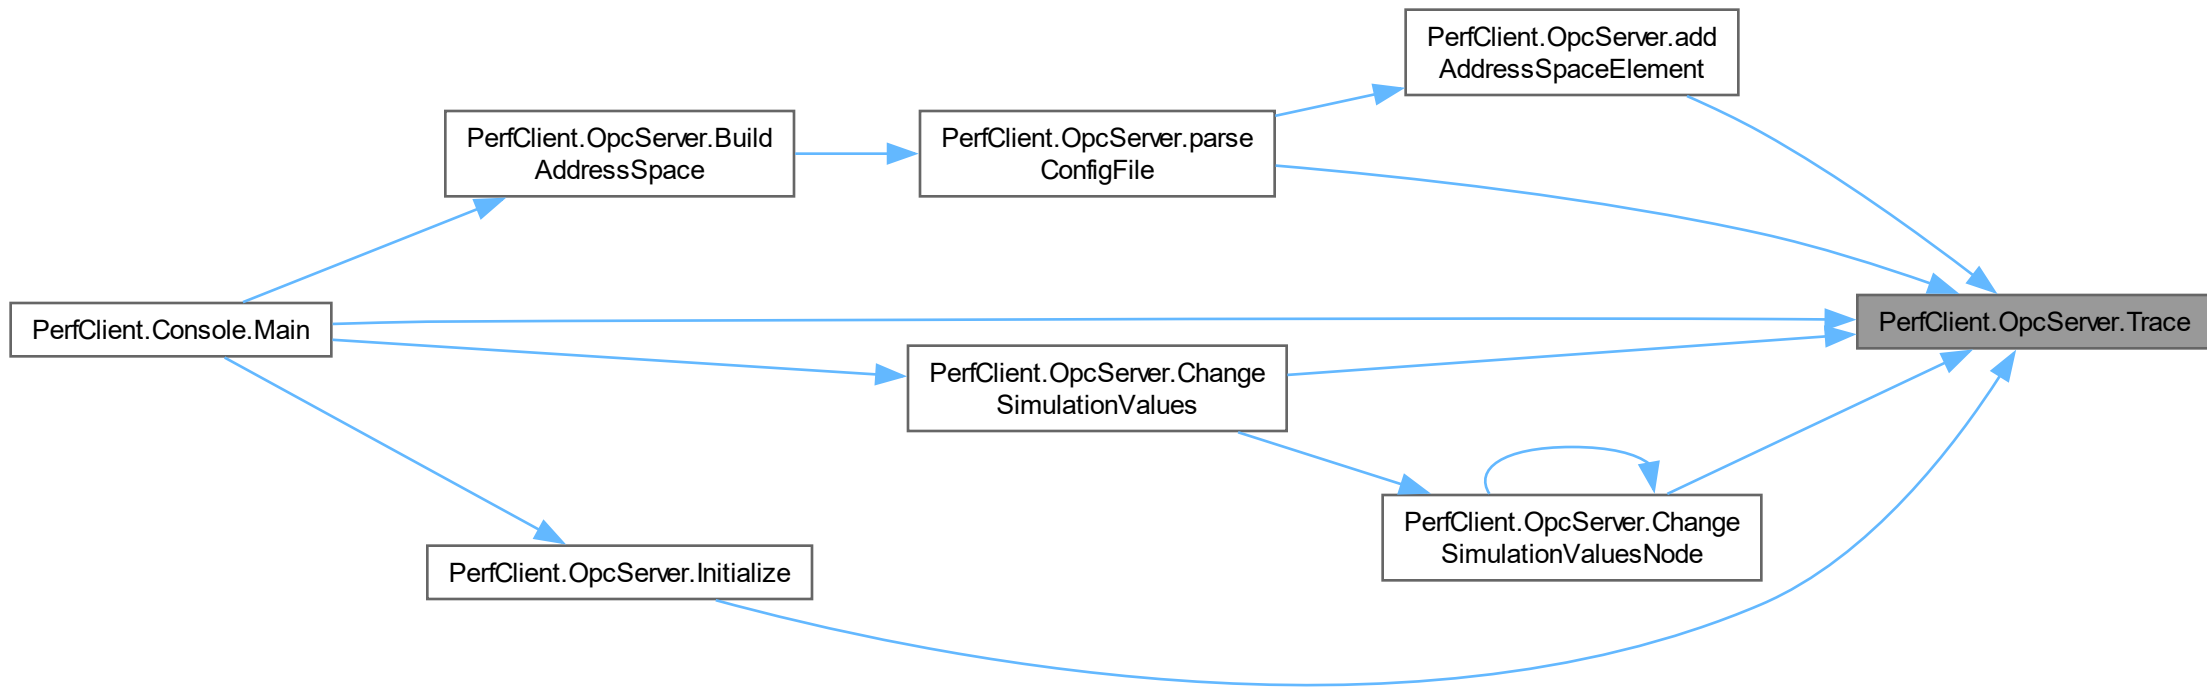 PerfClient.OpcServer.add
AddressSpaceElement
PerfClient.OpcServer.Build
AddressSpace
PerfClient.OpcServer.parse
ConfigFile
PerfClient.Console.Main
PerfClient.OpcServer.Trace
PerfClient.OpcServer.Change
SimulationValues
PerfClient.OpcServer.Change
SimulationValuesNode
PerfClient.OpcServer.Initialize